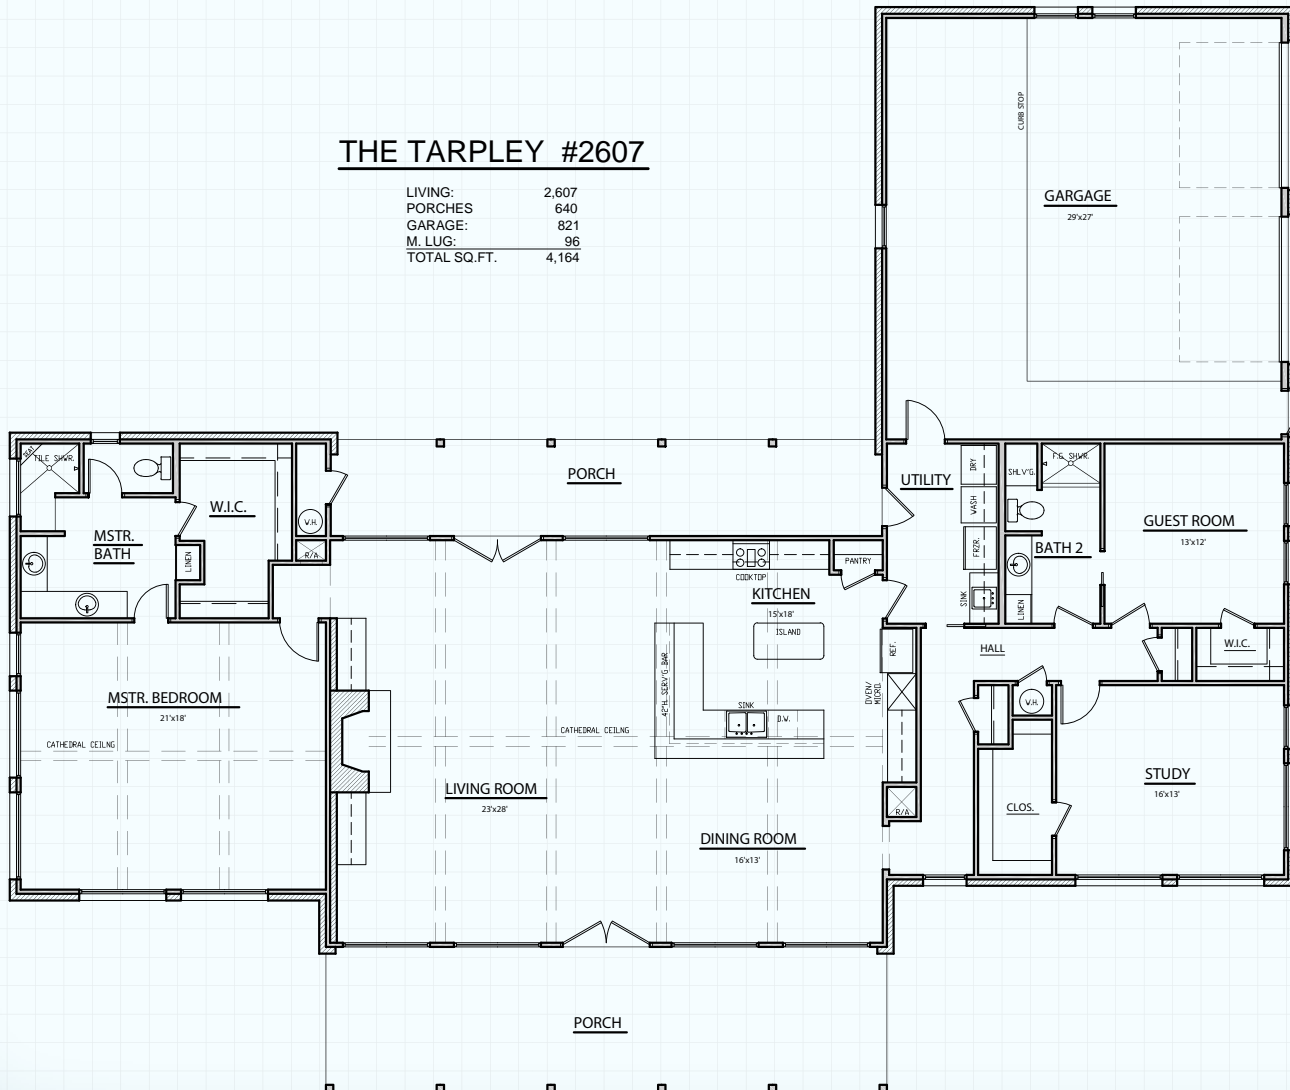 THE TARPLEY #2607
LIVING: 2,607
PORCHES 640
GARAGE: 821
M. LUG: 96
TOTAL SQ.FT. 4,164
CURB STOP
GARGAGE
29'x27'
PORCH
SEAT
TILE SHWR.
W.I.C.
MSTR.
BATH
LINEN
W.H.
R/A
UTILITY
DRY
WASH
FRZR.
SINK
SHLV'G.
F.G. SHWR.
BATH 2
LINEN
GUEST ROOM
13'x12'
PANTRY
COOKTOP
KITCHEN
15'x18'
ISLAND
42"H. SERV'G BAR
SINK
D.W.
REF.
OVEN/
MICRO.
HALL
W.I.C.
W.H.
MSTR. BEDROOM
21'x18'
CATHEDRAL CEILNG
CATHEDRAL CEILNG
LIVING ROOM
23'x28'
DINING ROOM
16'x13'
R/A
CLOS.
STUDY
16'x13'
PORCH